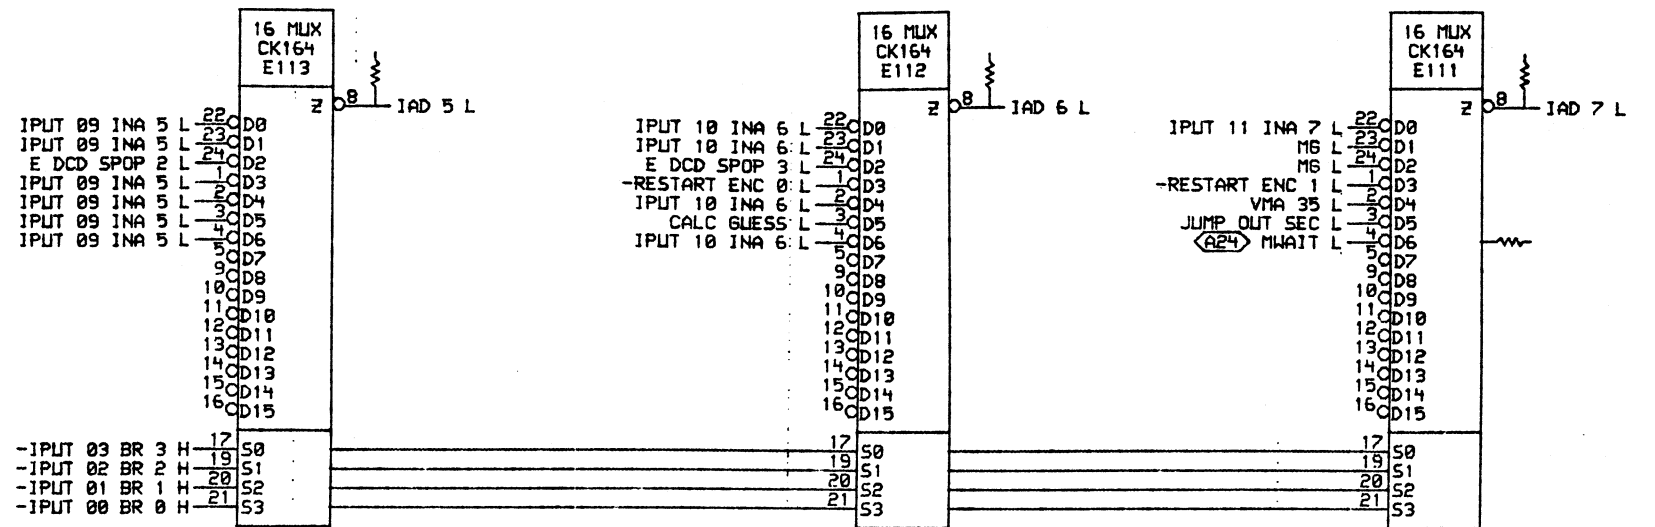 16 MUX
CK164
E113
Z
8
IAD 5 L
IPUT 09 INA 5 L 22 D0
IPUT 09 INA 5 L 23 D1
E DCD SPOP 2 L 24 D2
IPUT 09 INA 5 L 1 D3
IPUT 09 INA 5 L 2 D4
IPUT 09 INA 5 L 3 D5
IPUT 09 INA 5 L 4 D6
5 D7
9 D8
10 D9
11 D10
12 D11
13 D12
14 D13
15 D14
16 D15
-IPUT 03 BR 3 H 17 S0
-IPUT 02 BR 2 H 19 S1
-IPUT 01 BR 1 H 20 S2
-IPUT 00 BR 0 H 21 S3
16 MUX
CK164
E112
Z
8
IAD 6 L
IPUT 10 INA 6 L 22 D0
IPUT 10 INA 6 L 23 D1
E DCD SPOP 3 L 24 D2
-RESTART ENC 0 L 1 D3
IPUT 10 INA 6 L 2 D4
CALC GUESS L 3 D5
IPUT 10 INA 6 L 4 D6
5 D7
9 D8
10 D9
11 D10
12 D11
13 D12
14 D13
15 D14
16 D15
17 S0
19 S1
20 S2
21 S3
16 MUX
CK164
E111
Z
8
IAD 7 L
IPUT 11 INA 7 L 22 D0
M6 L 23 D1
M6 L 24 D2
-RESTART ENC 1 L 1 D3
VMA 35 L 2 D4
JUMP OUT SEC L 3 D5
A24 MWAIT L 4 D6
5 D7
9 D8
10 D9
11 D10
12 D11
13 D12
14 D13
15 D14
16 D15
17 S0
19 S1
20 S2
21 S3